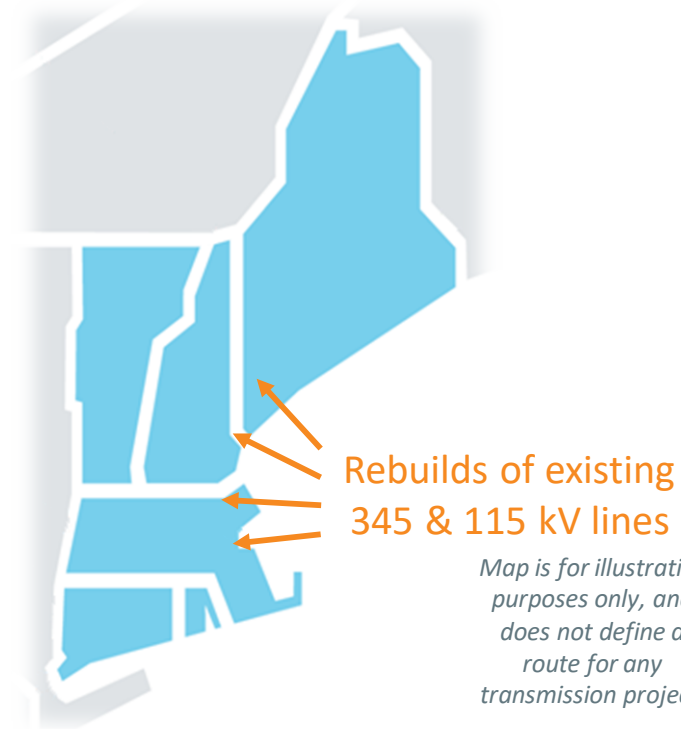 Rebuilds of existing
345 & 115 kV lines
Map is for illustrati
purposes only, an
does not define a
route for any
transmission projec